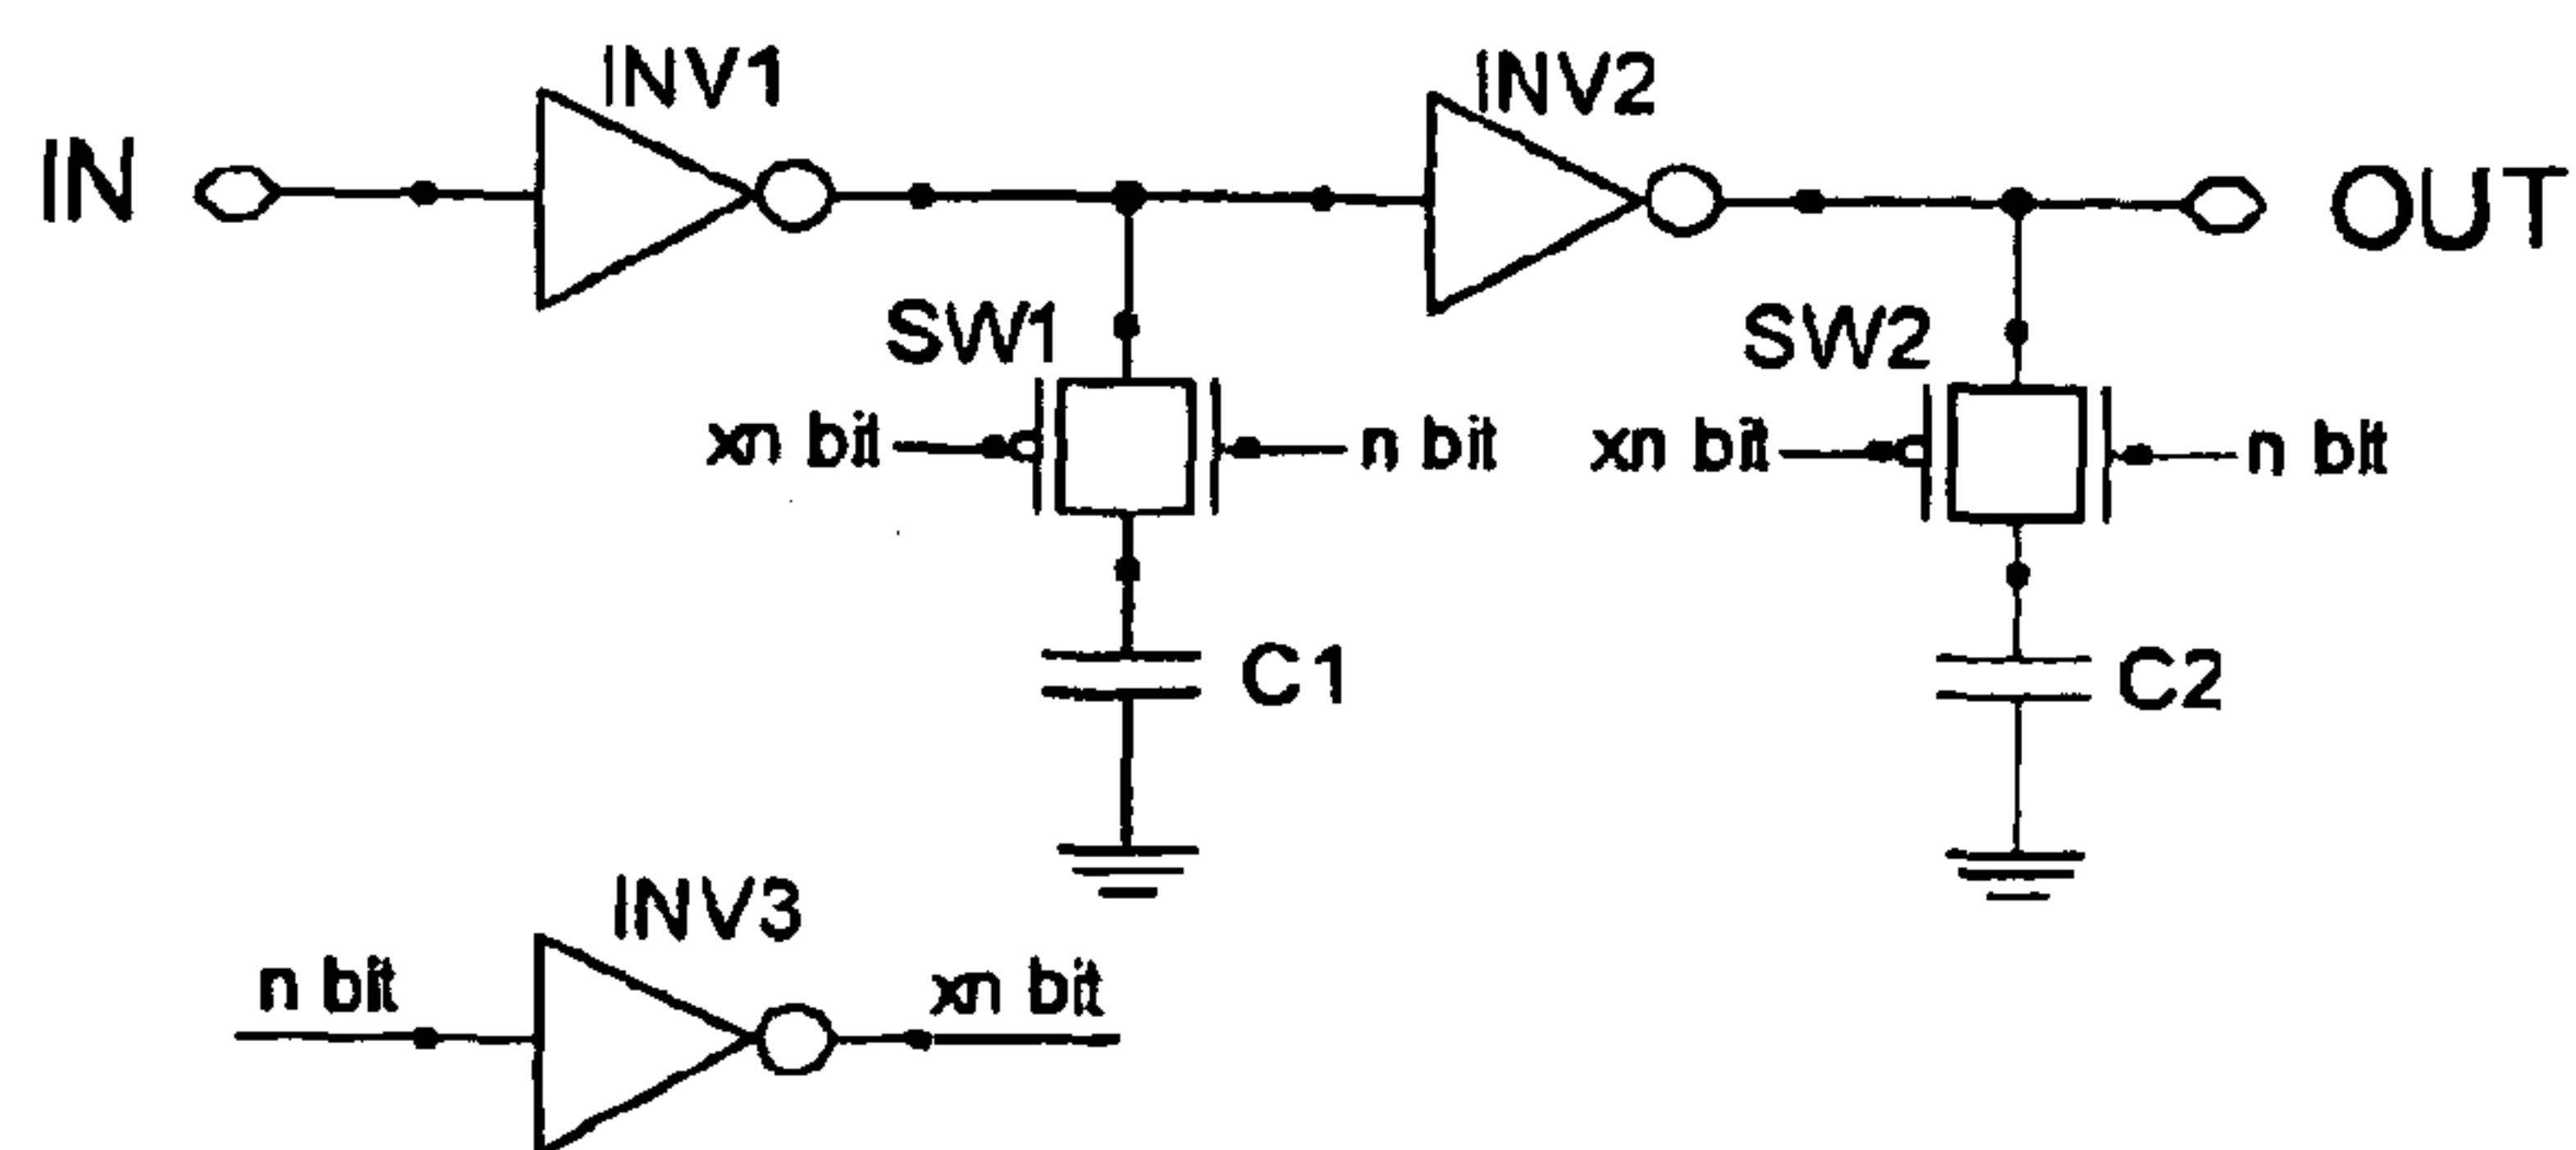 INV1
INV2
IN
OUT
SW1
SW2
xn bit
n bit
xn bit
n bit
C1
C2
INV3
n bit
xn bit